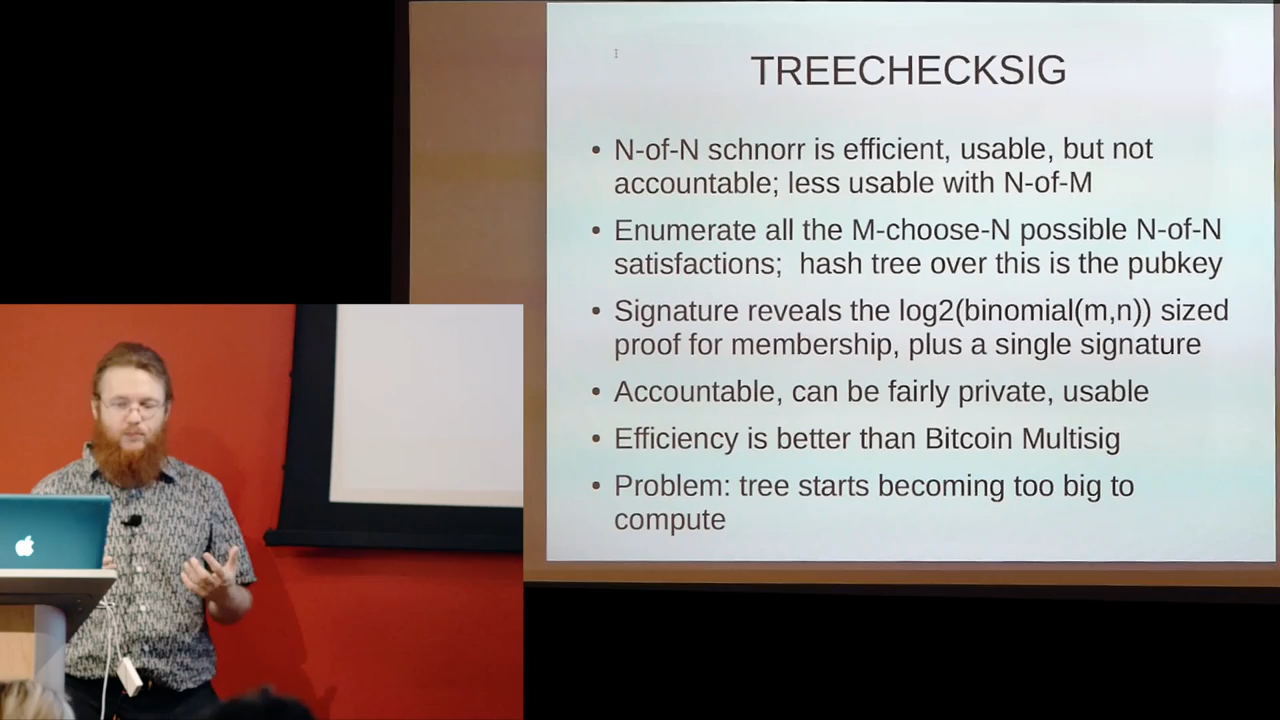 TREECHECKSIG
• N-of-N schnorr is efficient, usable, but not
accountable; less usable with N-of-M
• Enumerate all the M-choose-N possible N-of-N
satisfactions;  hash tree over this is the pubkey
• Signature reveals the log2(binomial(m,n)) sized
proof for membership, plus a single signature
• Accountable, can be fairly private, usable
• Efficiency is better than Bitcoin Multisig
• Problem: tree starts becoming too big to
compute